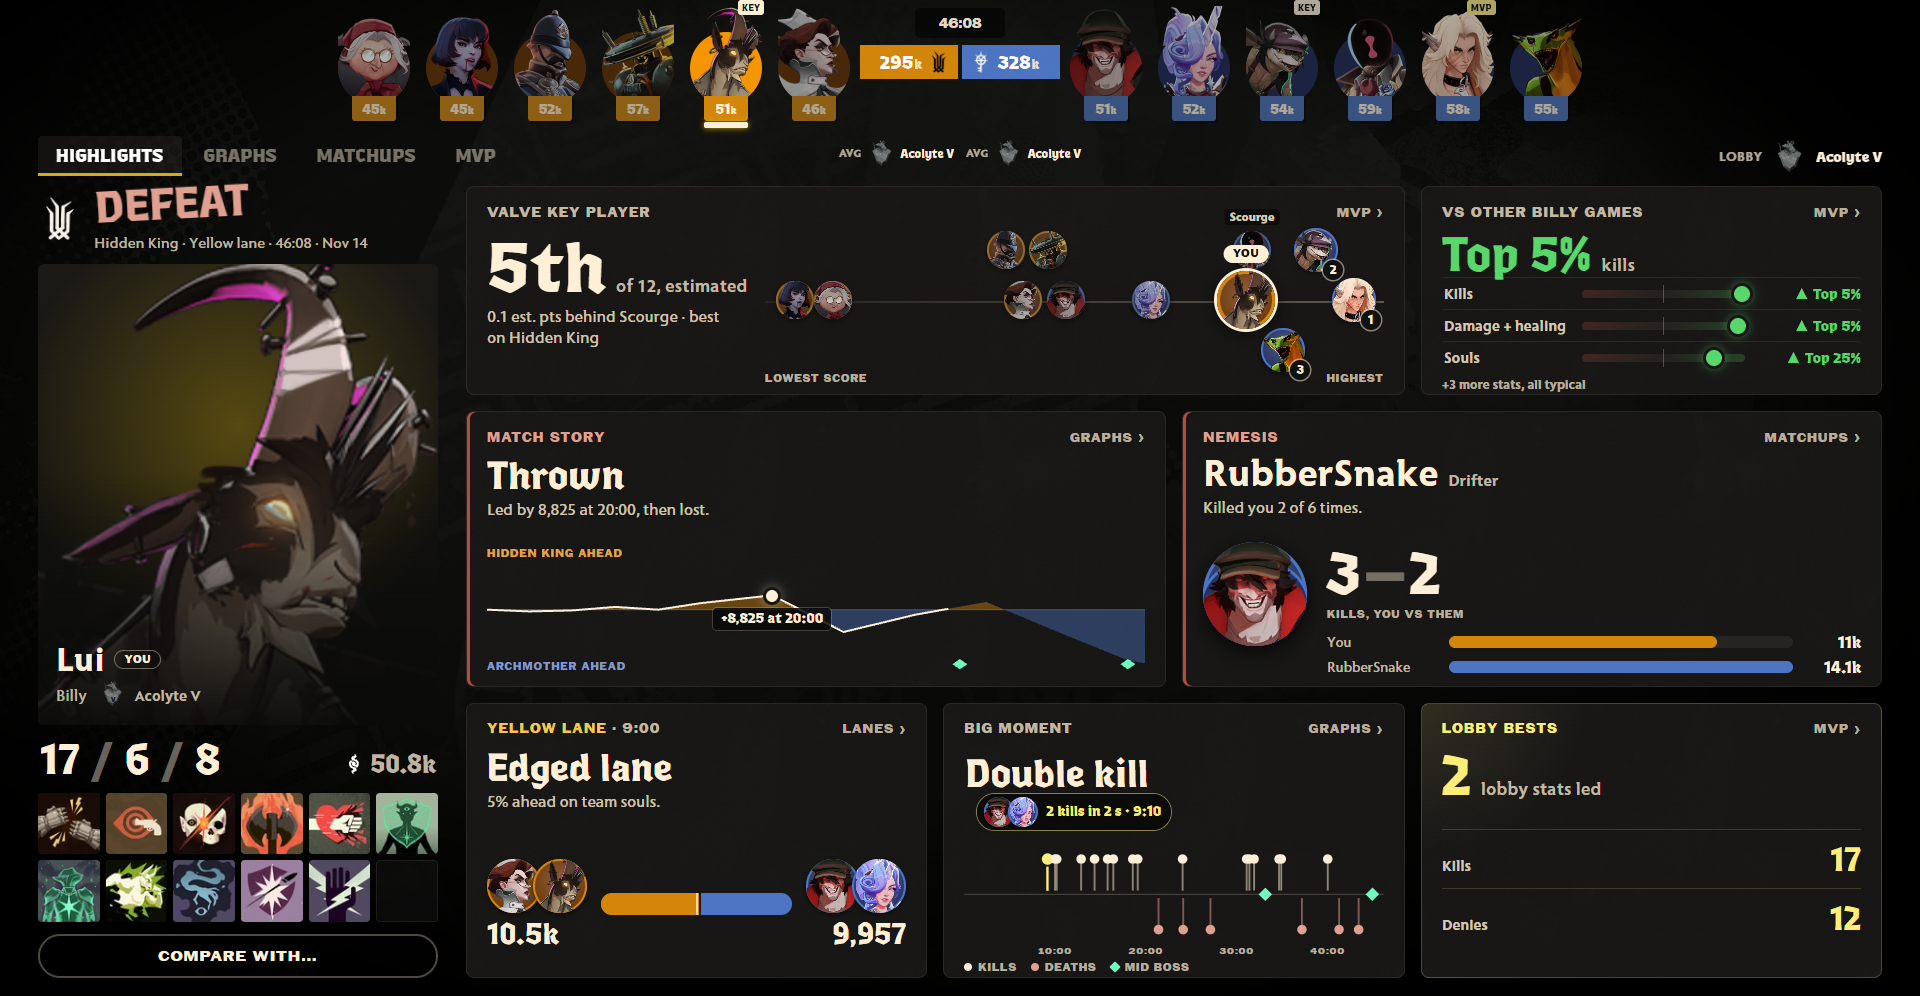 KEY
KEY
MVP
46:08
295k
328k
45k
45k
52k
57k
51k
46k
51k
52k
54k
59k
58k
55k
HIGHLIGHTS
GRAPHS
MATCHUPS
MVP
AVG Acolyte V
AVG Acolyte V
LOBBY Acolyte V
DEFEAT
Hidden King · Yellow lane · 46:08 · Nov 14
Lui YOU
Billy Acolyte V
17 / 6 / 8
50.8k
COMPARE WITH...
VALVE KEY PLAYER
MVP ›
5th of 12, estimated
0.1 est. pts behind Scourge · best
on Hidden King
Scourge
YOU
2
1
3
LOWEST SCORE
HIGHEST
VS OTHER BILLY GAMES
MVP ›
Top 5% kills
Kills ▲ Top 5%
Damage + healing ▲ Top 5%
Souls ▲ Top 25%
+3 more stats, all typical
MATCH STORY
GRAPHS ›
Thrown
Led by 8,825 at 20:00, then lost.
HIDDEN KING AHEAD
+8,825 at 20:00
ARCHMOTHER AHEAD
NEMESIS
MATCHUPS ›
RubberSnake Drifter
Killed you 2 of 6 times.
3—2
KILLS, YOU VS THEM
You 11k
RubberSnake 14.1k
YELLOW LANE · 9:00
LANES ›
Edged lane
5% ahead on team souls.
10.5k
9,957
BIG MOMENT
GRAPHS ›
Double kill
2 kills in 2 s · 9:10
10:00
20:00
30:00
40:00
KILLS
DEATHS
MID BOSS
LOBBY BESTS
MVP ›
2 lobby stats led
Kills 17
Denies 12